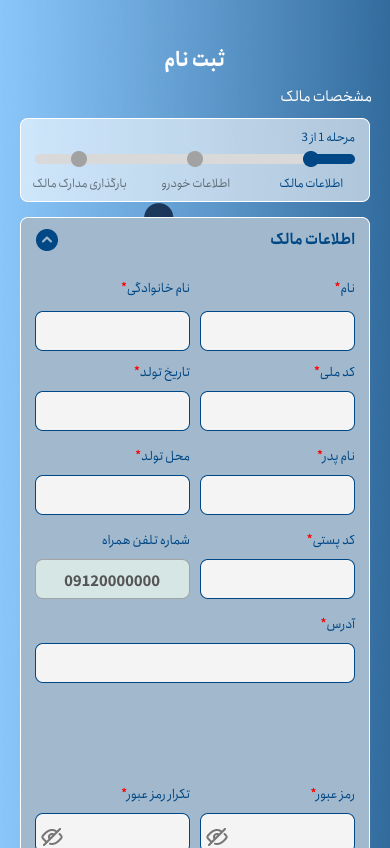 ثبت نام
مشخصات مالک
مرحله 1 از 3
اطلاعات مالک
اطلاعات خودرو
بارگذاری مدارک مالک
اطلاعات مالک
نام*
نام خانوادگی*
کد ملی*
تاریخ تولد*
نام پدر*
محل تولد*
کد پستی*
شماره تلفن همراه
09120000000
آدرس*
رمز عبور*
تکرار رمز عبور*